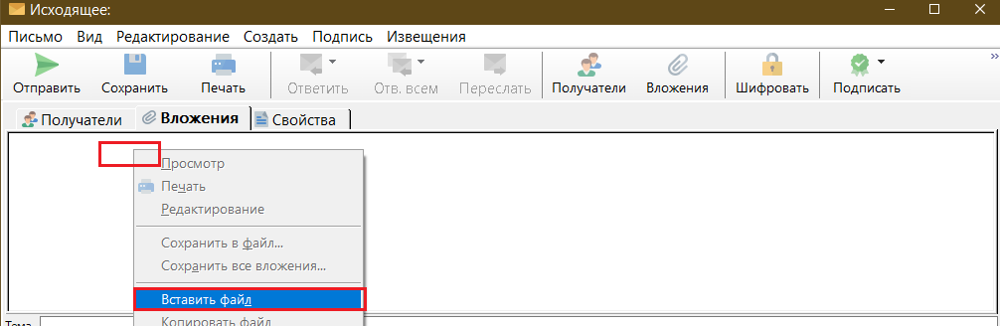 Исходящее:
Письмо Вид Редактирование Создать Подпись Извещения
Отправить Сохранить Печать Ответить Отв. всем Переслать Получатели Вложения Шифровать Подписать
Получатели Вложения Свойства
Просмотр
Печать
Редактирование
Сохранить в файл...
Сохранить все вложения...
Вставить файл
Копировать файл
Тема